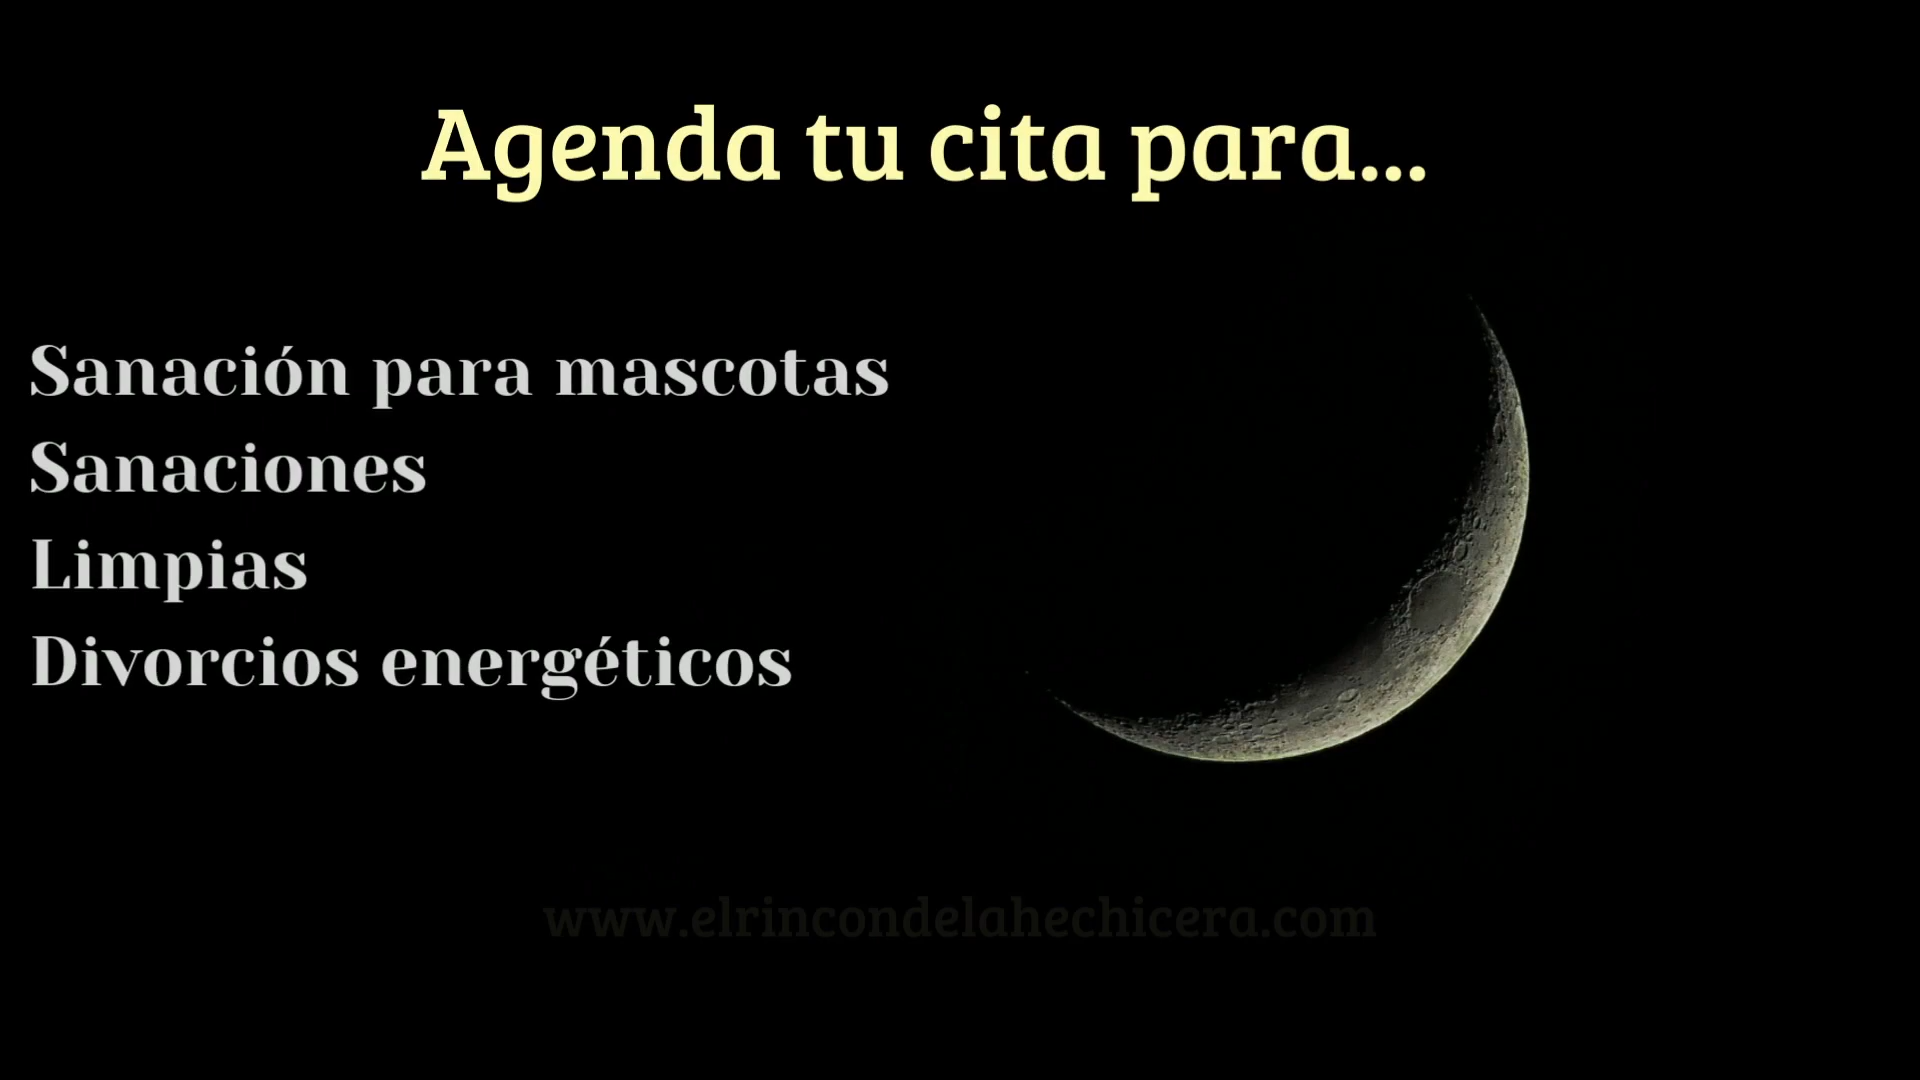 Agenda tu cita para...
Sanación para mascotas
Sanaciones
Limpias
Divorcios energéticos
www.elrincondelahechicera.com